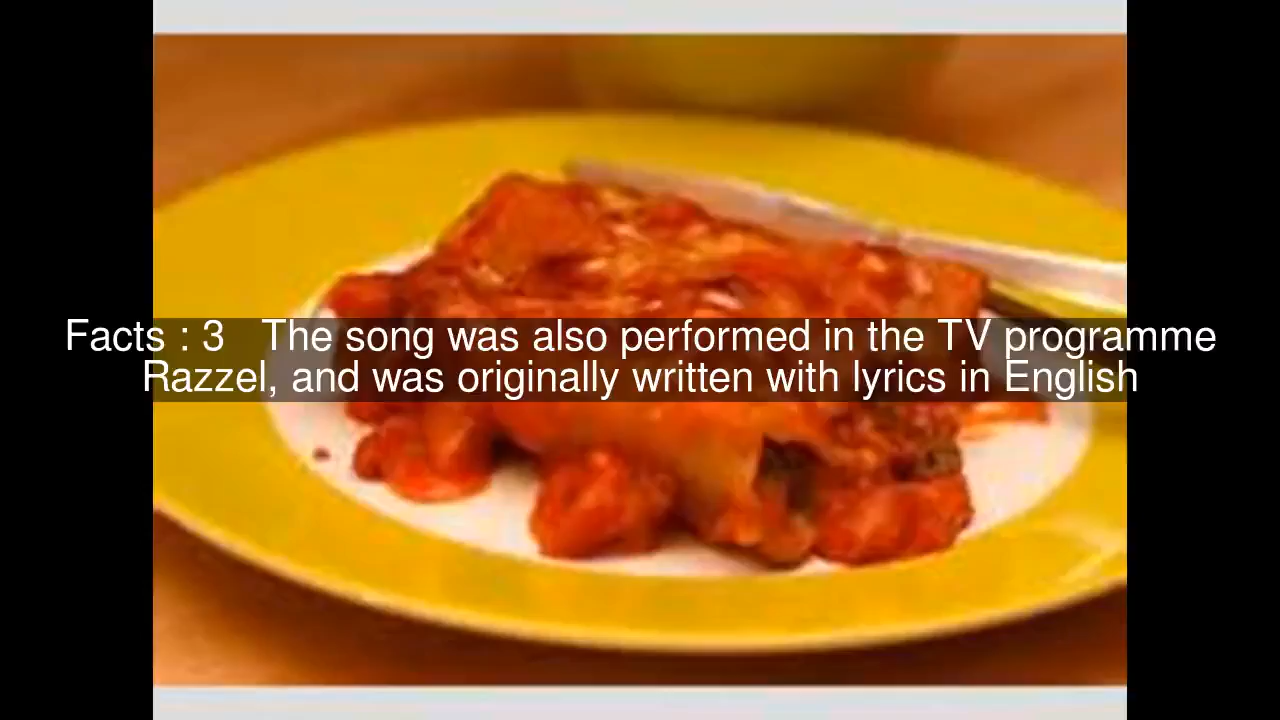 Facts : 3 The song was also performed in the TV programme
Razzel, and was originally written with lyrics in English